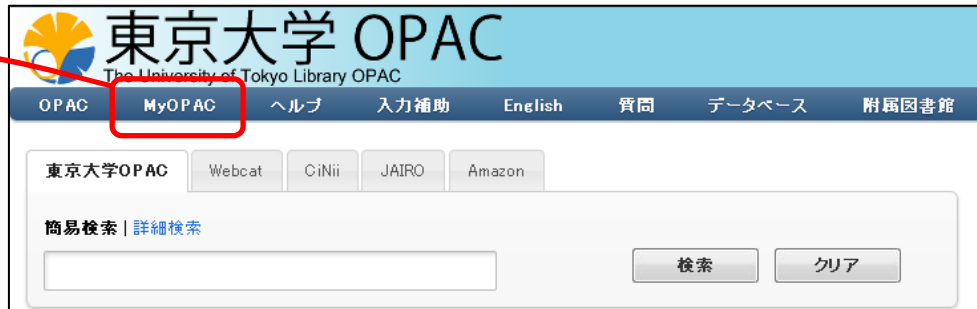 東京大学 OPAC
The University of Tokyo Library OPAC
OPAC MyOPAC ヘルプ 入力補助 English 質問 データベース 附属図書館
東京大学OPAC Webcat CiNii JAIRO Amazon
簡易検索 | 詳細検索
検索 クリア